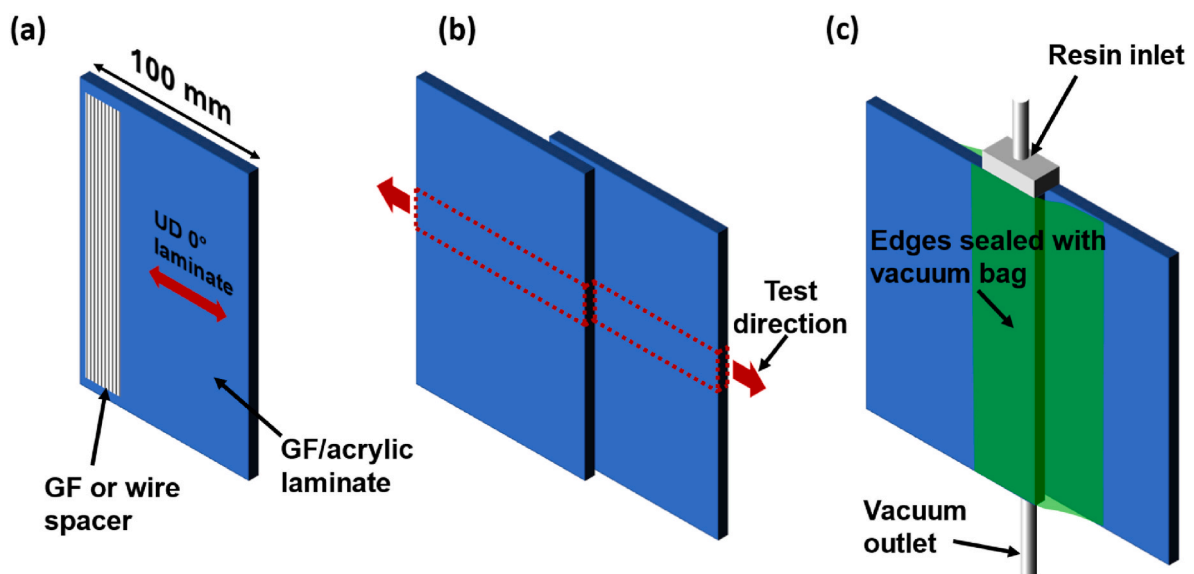 (a)
100 mm
UD 0°
laminate
GF or wire
spacer
GF/acrylic
laminate
(b)
Test
direction
(c)
Resin inlet
Edges sealed with
vacuum bag
Vacuum
outlet